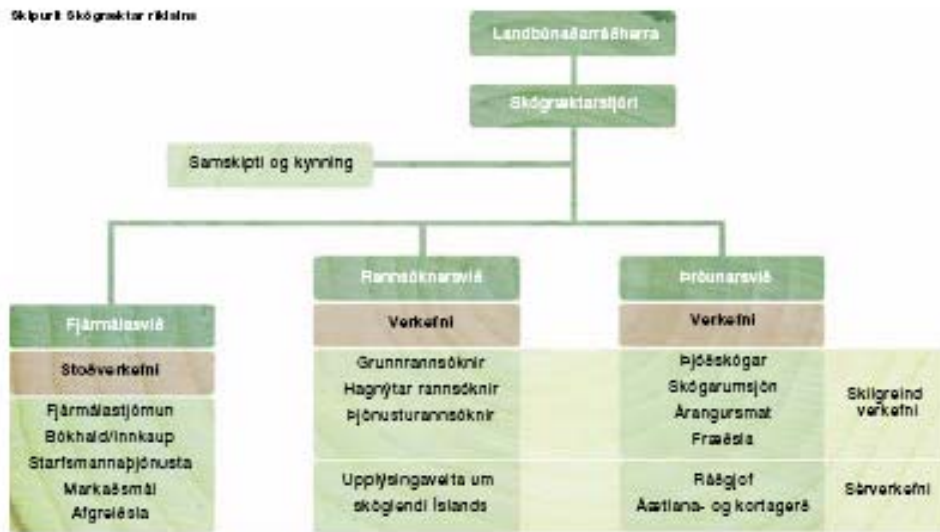 Skipurit Skógræktar ríkisins
Landbúnaðarráðherra
Skógræktarstjóri
Samskipti og kynning
Fjármálasvið
Stoðverkefni
Fjármálastjórnun
Bókhald/innkaup
Starfsmannaþjónusta
Markaðsmál
Afgreiðsla
Rannsóknarsvið
Verkefni
Grunnrannsóknir
Hagnýtar rannsóknir
Þjónusturannsóknir
Upplýsingaveita um
skóglendi Íslands
Þróunarsvið
Verkefni
Þjóðskógar
Skógarumsjón
Árangursmat
Fræðsla
Ráðgjof
Áætlana- og kortagerð
Skilgreind
verkefni
Sérverkefni